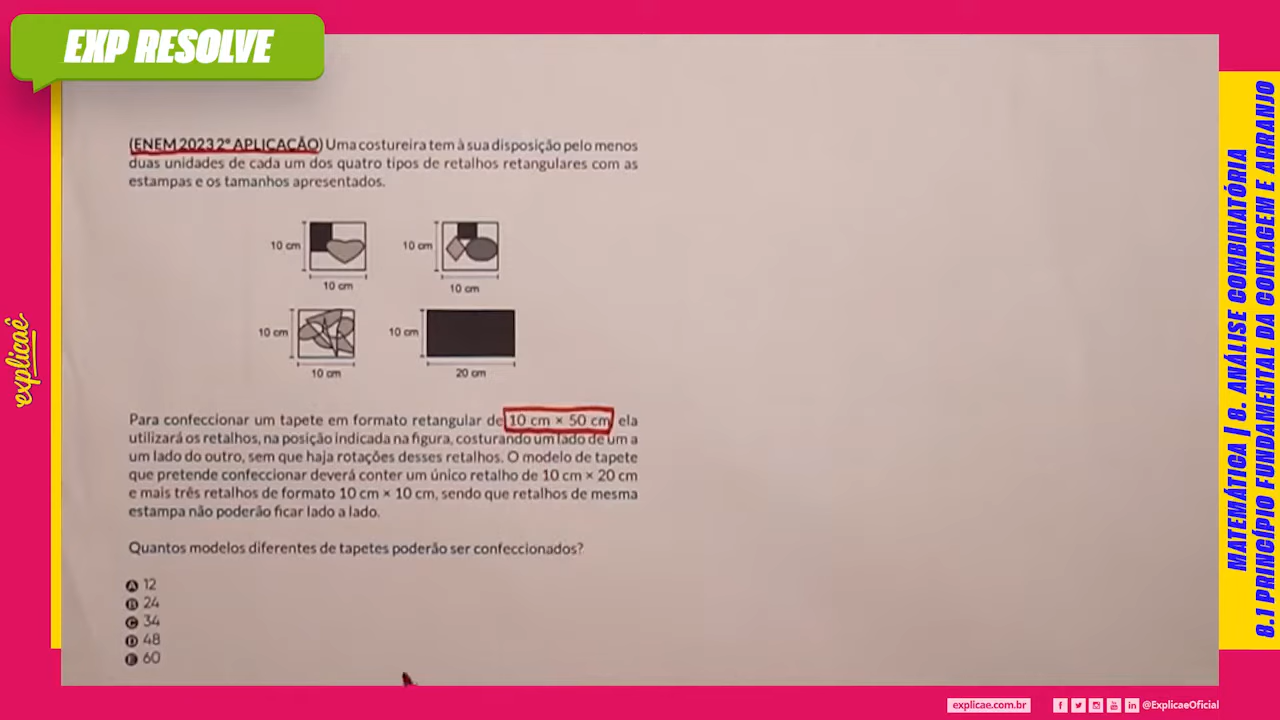 EXP RESOLVE
(ENEM 2023 2ª APLICAÇÃO) Uma costureira tem à sua disposição pelo menos
duas unidades de cada um dos quatro tipos de retalhos retangulares com as
estampas e os tamanhos apresentados.
10 cm
10 cm
10 cm
10 cm
10 cm
10 cm
10 cm
20 cm
Para confeccionar um tapete em formato retangular de 10 cm × 50 cm, ela
utilizará os retalhos, na posição indicada na figura, costurando um lado de um a
um lado do outro, sem que haja rotações desses retalhos. O modelo de tapete
que pretende confeccionar deverá conter um único retalho de 10 cm × 20 cm
e mais três retalhos de formato 10 cm × 10 cm, sendo que retalhos de mesma
estampa não poderão ficar lado a lado.
Quantos modelos diferentes de tapetes poderão ser confeccionados?
A 12
B 24
C 34
D 48
E 60
explicaê
MATEMÁTICA | 8. ANÁLISE COMBINATÓRIA
8.1 PRINCÍPIO FUNDAMENTAL DA CONTAGEM E ARRANJO
explicae.com.br
@ExplicaeOficial